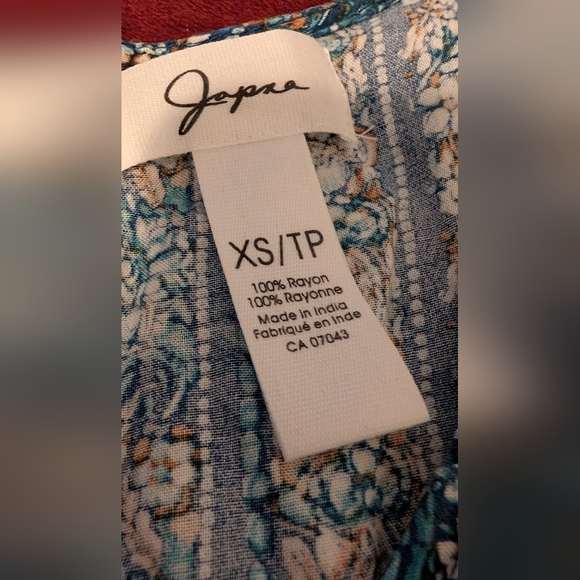 Japna
XS/TP
100% Rayon
100% Rayonne
Made in India
Fabriqué en Inde
CA 07043